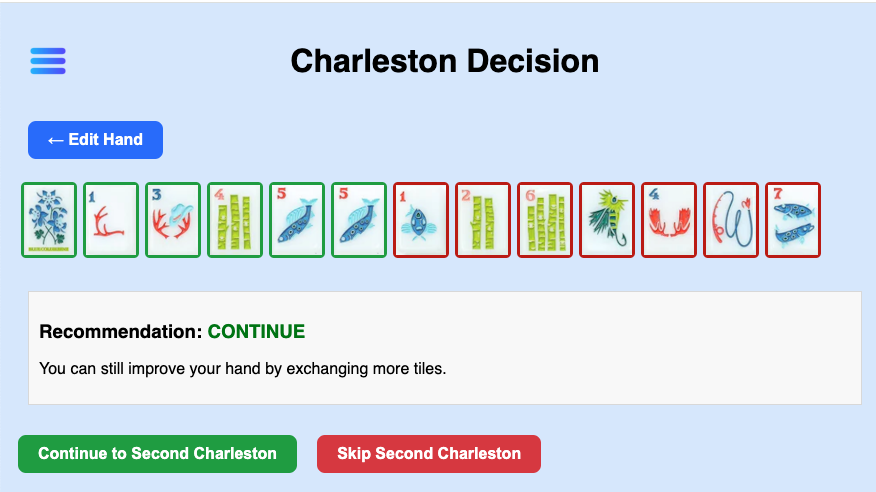 Charleston Decision
← Edit Hand
1 3 4 5 5 1 2 6 4 7
Recommendation: CONTINUE
You can still improve your hand by exchanging more tiles.
Continue to Second Charleston Skip Second Charleston